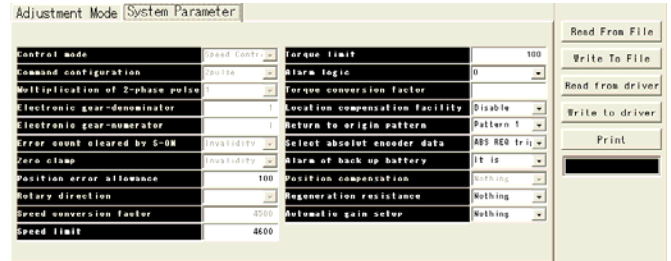 Adjustment Mode System Parameter
Control mode Speed Contr. Torque limit 100
Command configuration 2pulse Alarm logic 0
Multiplication of 2-phase pulse 1 Torque conversion factor
Electronic gear-denominator 1 Location compensation facility Disable
Electronic gear-numerator 1 Return to origin pattern Pattern 1
Error count cleared by S-ON Invalidity Select absolute encoder data ABS REQ tri
Zero clamp Invalidity Alarm of back up battery It is
Position error allowance 100 Position compensation Nothing
Rotary direction Regeneration resistance Nothing
Speed conversion factor 4500 Automatic gain setup Nothing
Speed limit 4600
Read From File
Write To File
Read from driver
Write to driver
Print